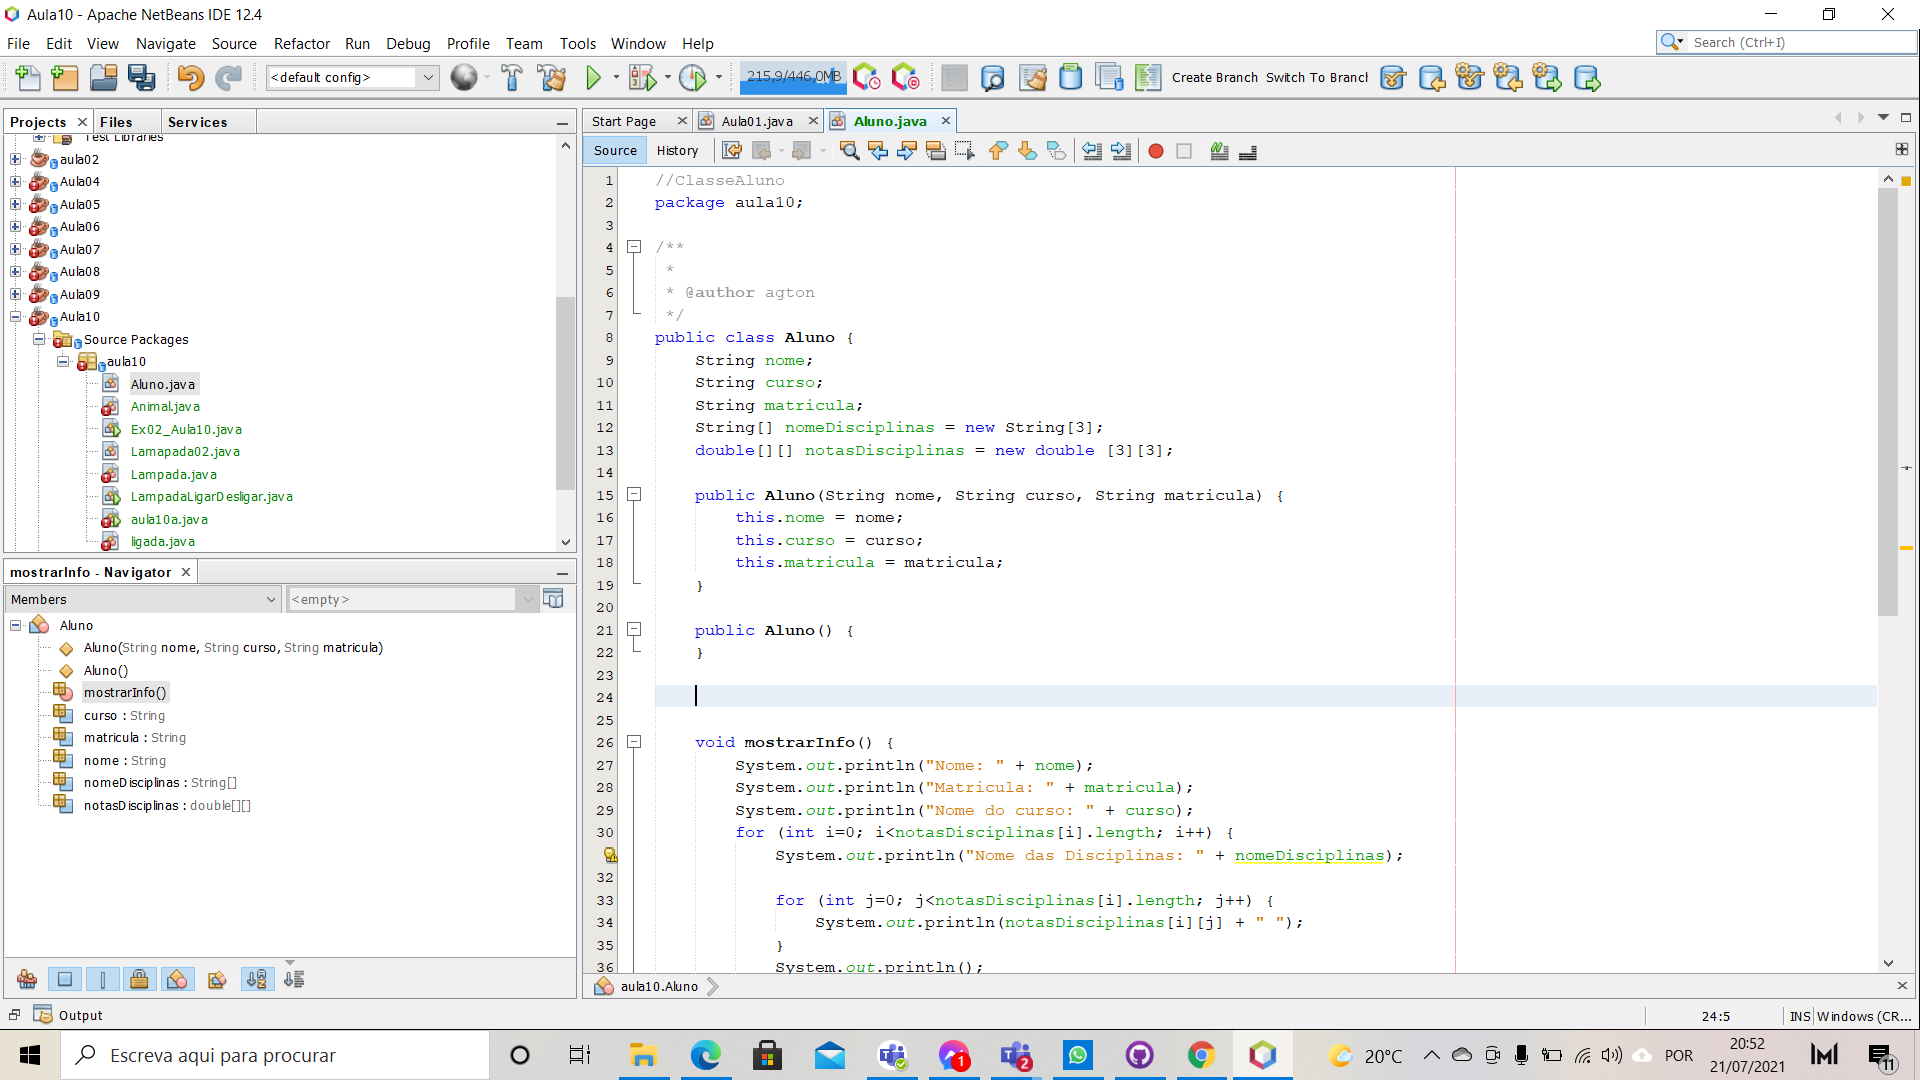 Aula10 - Apache NetBeans IDE 12.4
File Edit View Navigate Source Refactor Run Debug Profile Team Tools Window Help
Search (Ctrl+I)
<default config>
215,9/446,0MB
Create Branch Switch To Branch
Projects Files Services
Test Libraries
aula02
Aula04
Aula05
Aula06
Aula07
Aula08
Aula09
Aula10
Source Packages
aula10
Aluno.java
Animal.java
Ex02_Aula10.java
Lamapada02.java
Lampada.java
LampadaLigarDesligar.java
aula10a.java
ligada.java
mostrarInfo - Navigator
Members
<empty>
Aluno
Aluno(String nome, String curso, String matricula)
Aluno()
mostrarInfo()
curso : String
matricula : String
nome : String
nomeDisciplinas : String[]
notasDisciplinas : double[][]
Start Page Aula01.java Aluno.java
Source History
1 //ClasseAluno
2 package aula10;
3
4 /**
5 *
6 * @author agton
7 */
8 public class Aluno {
9 String nome;
10 String curso;
11 String matricula;
12 String[] nomeDisciplinas = new String[3];
13 double[][] notasDisciplinas = new double [3][3];
14
15 public Aluno(String nome, String curso, String matricula) {
16 this.nome = nome;
17 this.curso = curso;
18 this.matricula = matricula;
19 }
20
21 public Aluno() {
22 }
23
24
25
26 void mostrarInfo() {
27 System.out.println("Nome: " + nome);
28 System.out.println("Matricula: " + matricula);
29 System.out.println("Nome do curso: " + curso);
30 for (int i=0; i<notasDisciplinas[i].length; i++) {
System.out.println("Nome das Disciplinas: " + nomeDisciplinas);
32
33 for (int j=0; j<notasDisciplinas[i].length; j++) {
34 System.out.println(notasDisciplinas[i][j] + " ");
35 }
36 System.out.println();
aula10.Aluno
Output
24:5 INS Windows (CR...
Escreva aqui para procurar
1
2
20°C
POR
20:52
21/07/2021
11